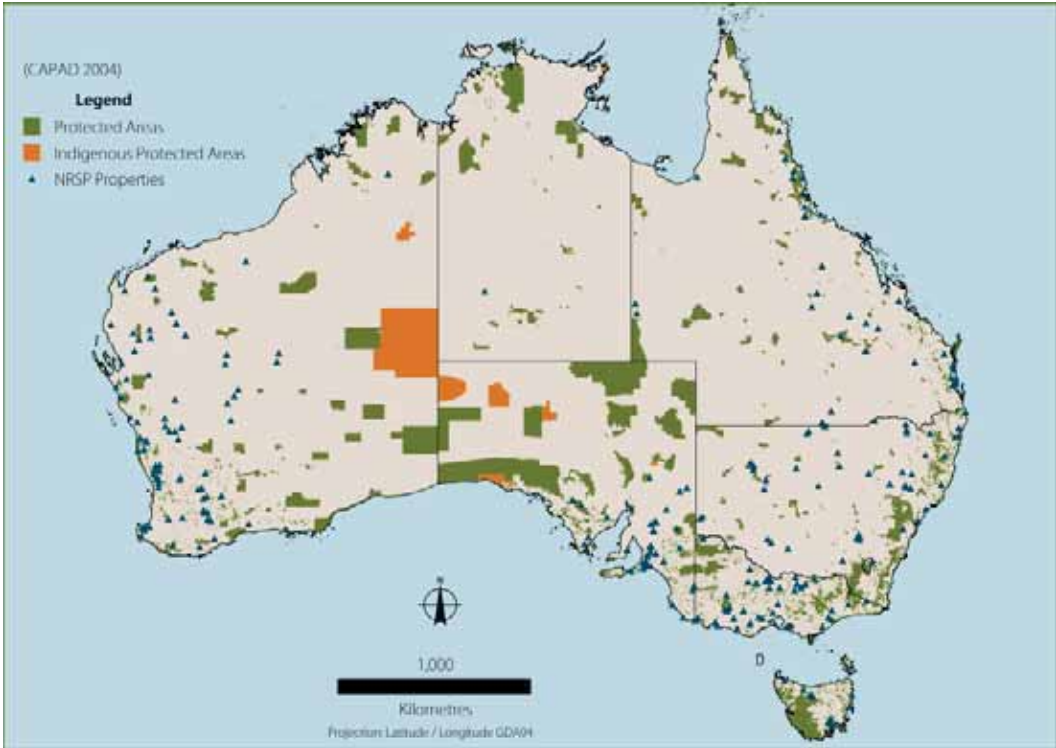 (CAPAD 2004)
Legend
Protected Areas
Indigenous Protected Areas
NRSP Properties
N
1,000
Kilometres
Projection: Latitude / Longitude GDA94
D